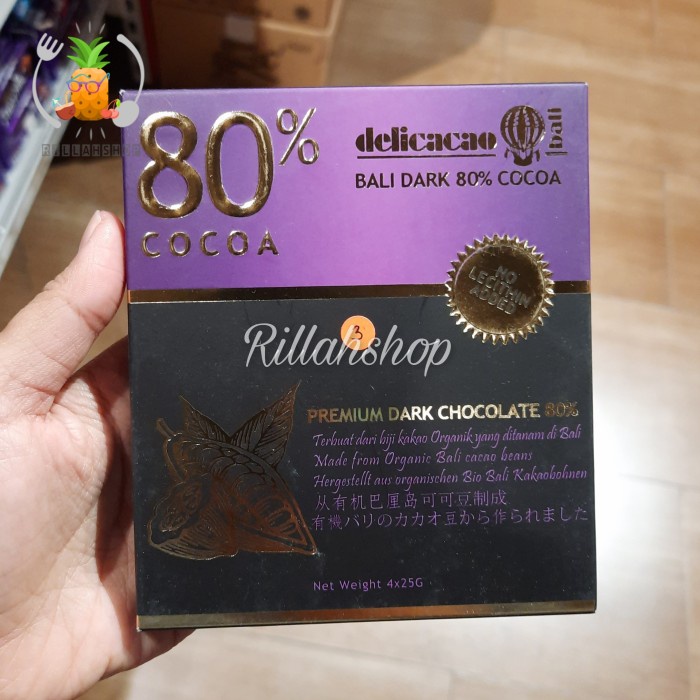 RILLAHSHOP
80%
COCOA
delicacao bali
BALI DARK 80% COCOA
NO
LECITHIN
ADDED
3
Rillahshop
PREMIUM DARK CHOCOLATE 80%
Terbuat dari biji kakao Organik yang ditanam di Bali
Made from Organic Bali cacao beans
Hergestellt aus organischen Bio Bali Kakaobohnen
从有机巴厘岛可可豆制成
有機バリのカカオ豆から作られました
Net Weight 4x25G